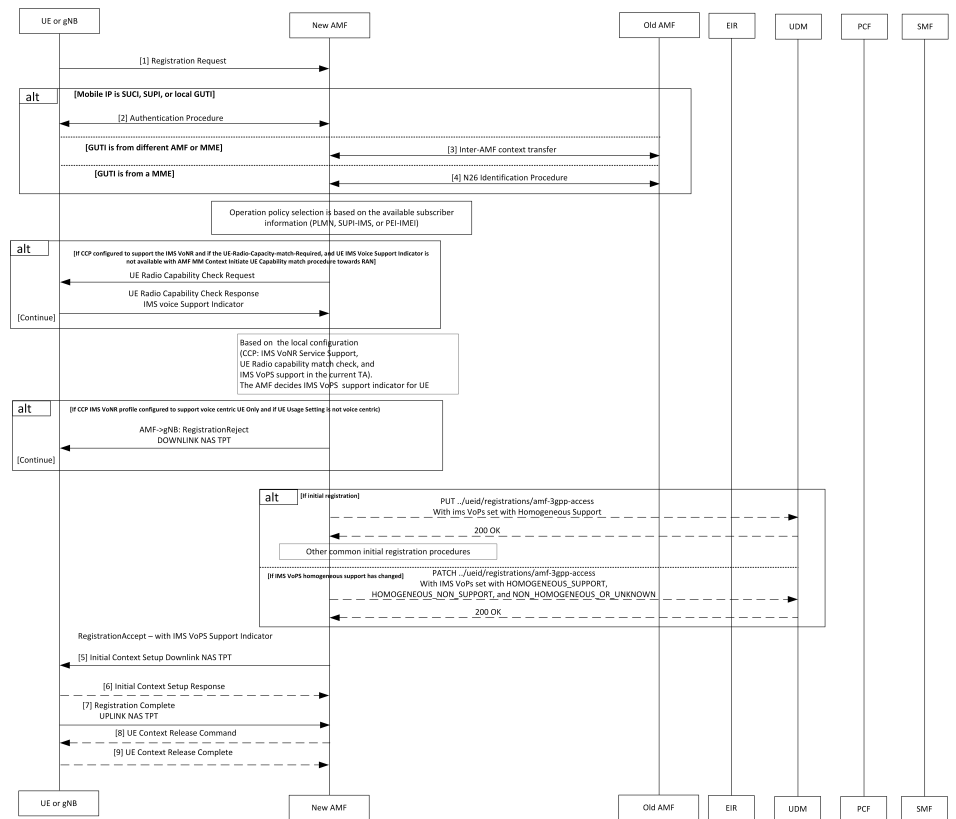 UE or gNB
New AMF
Old AMF
EIR
UDM
PCF
SMF
[1] Registration Request
alt
[Mobile IP is SUCI, SUPI, or local GUTI]
[2] Authentication Procedure
[GUTI is from different AMF or MME]
[3] Inter-AMF context transfer
[GUTI is from a MME]
[4] N26 Identification Procedure
Operation policy selection is based on the available subscriber
information (PLMN, SUPI-IMS, or PEI-IMEI)
alt
[If CCP configured to support the IMS VoNR and if the UE-Radio-Capacity-match-Required, and UE IMS Voice Support Indicator is
not available with AMF MM Context Initiate UE Capability match procedure towards RAN]
UE Radio Capability Check Request
UE Radio Capability Check Response
IMS voice Support Indicator
[Continue]
Based on the local configuration
(CCP: IMS VoNR Service Support,
UE Radio capability match check, and
IMS VoPS support in the current TA).
The AMF decides IMS VoPS support indicator for UE
alt
[If CCP IMS VoNR profile configured to support voice centric UE Only and if UE Usage Setting is not voice centric)
AMF->gNB: RegistrationReject
DOWNLINK NAS TPT
[Continue]
alt
[If initial registration]
PUT ../ueid/registrations/amf-3gpp-access
With ims VoPs set with Homogeneous Support
200 OK
Other common initial registration procedures
[If IMS VoPS homogeneous support has changed]
PATCH ../ueid/registrations/amf-3gpp-access
With IMS VoPs set with HOMOGENEOUS_SUPPORT,
HOMOGENEOUS_NON_SUPPORT, and NON_HOMOGENEOUS_OR_UNKNOWN
200 OK
RegistrationAccept – with IMS VoPS Support Indicator
[5] Initial Context Setup Downlink NAS TPT
[6] Initial Context Setup Response
[7] Registration Complete
UPLINK NAS TPT
[8] UE Context Release Command
[9] UE Context Release Complete
UE or gNB
New AMF
Old AMF
EIR
UDM
PCF
SMF